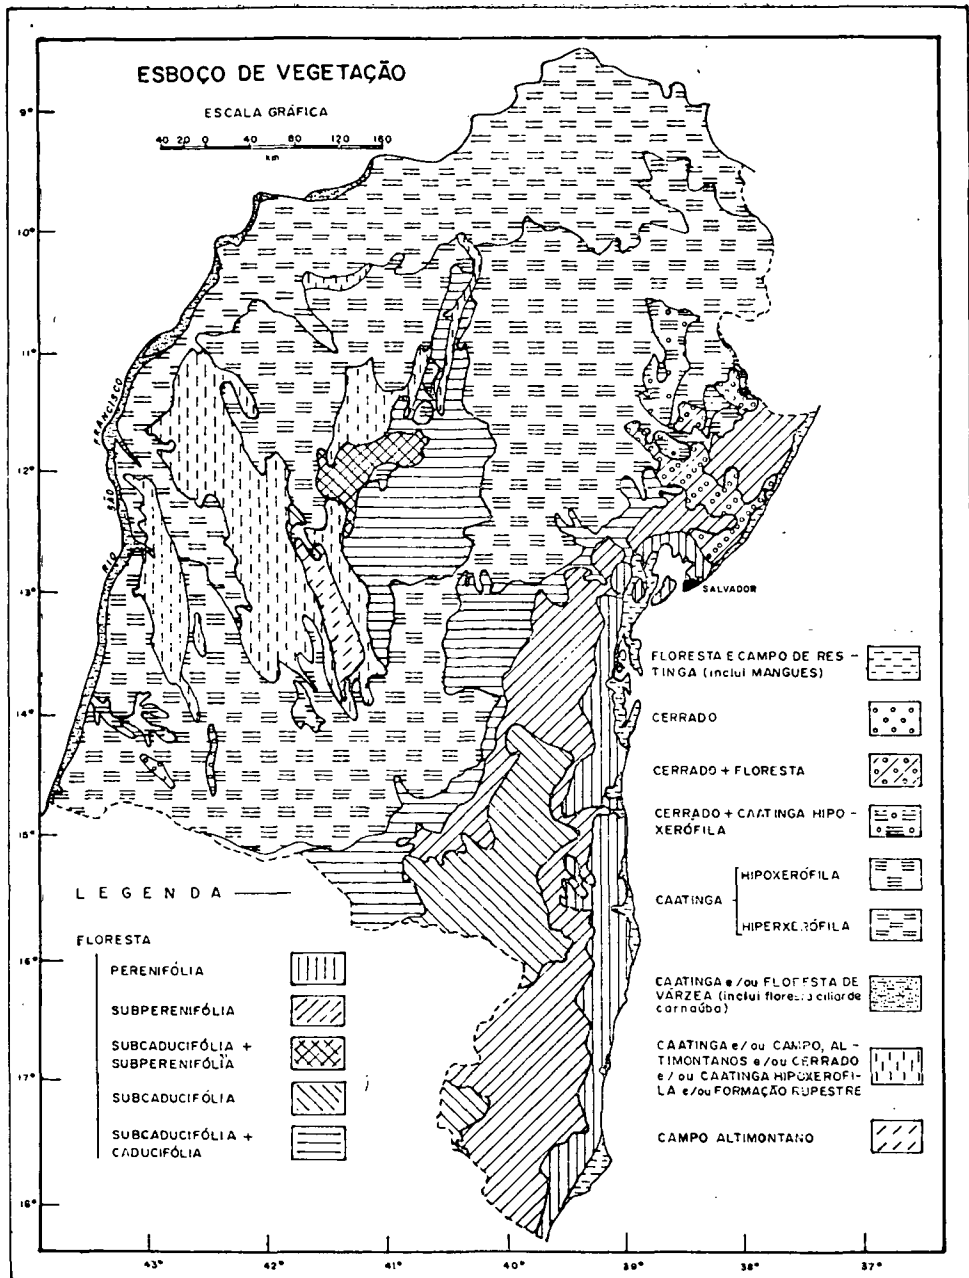 ESBOÇO DE VEGETAÇÃO
ESCALA GRÁFICA
40 20 0 40 80 120 160
km
9°
10°
11°
12°
13°
14°
15°
16°
17°
16°
FRANCISCO
SÃO
RIO
SALVADOR
LEGENDA
FLORESTA
PERENIFÓLIA
SUBPERENIFÓLIA
SUBCADUCIFÓLIA +
SUBPERENIFÓLIA
SUBCADUCIFÓLIA
SUBCADUCIFÓLIA +
CADUCIFÓLIA
FLORESTA E CAMPO DE RES-
TINGA (inclui MANGUES)
CERRADO
CERRADO + FLORESTA
CERRADO + CAATINGA HIPO-
XERÓFILA
CAATINGA
HIPOXERÓFILA
HIPERXERÓFILA
CAATINGA e/ou FLORESTA DE
VÁRZEA (inclui floresta ciliar de
carnaúba)
CAATINGA e/ou CAMPO, AL-
TIMONTANOS e/ou CERRADO
e/ou CAATINGA HIPOXEROFI-
LA e/ou FORMAÇÃO RUPESTRE
CAMPO ALTIMONTANO
43° 42° 41° 40° 39° 38° 37°